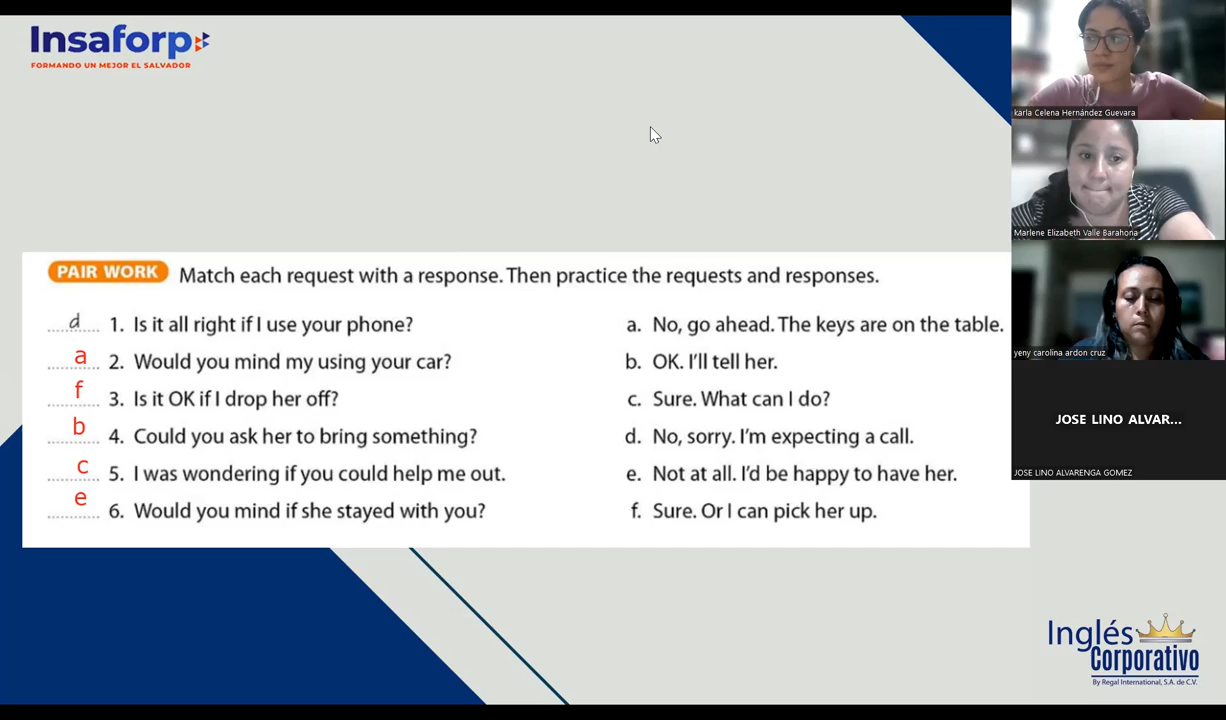 Insaforp
FORMANDO UN MEJOR EL SALVADOR
PAIR WORK Match each request with a response. Then practice the requests and responses.
d 1. Is it all right if I use your phone?
a 2. Would you mind my using your car?
f 3. Is it OK if I drop her off?
b 4. Could you ask her to bring something?
c 5. I was wondering if you could help me out.
e 6. Would you mind if she stayed with you?
a. No, go ahead. The keys are on the table.
b. OK. I'll tell her.
c. Sure. What can I do?
d. No, sorry. I'm expecting a call.
e. Not at all. I'd be happy to have her.
f. Sure. Or I can pick her up.
karla Celena Hernández Guevara
Marlene Elizabeth Valle Barahona
yeny carolina ardon cruz
JOSE LINO ALVAR...
JOSE LINO ALVARENGA GOMEZ
Inglés
Corporativo
By Regal International, S.A. de C.V.